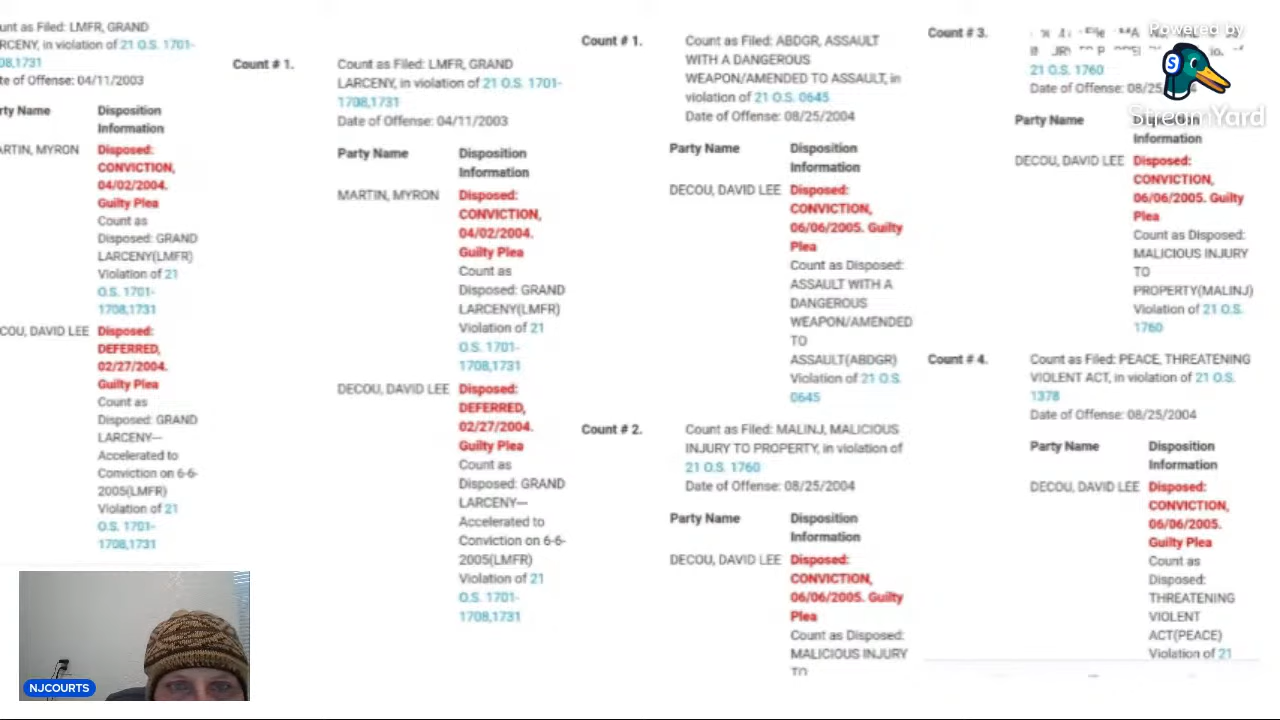 unt as Filed: LMFR, GRAND
RCENY, in violation of 21 O.S. 1701-
08,1731
te of Offense: 04/11/2003
rty Name
Disposition
Information
ARTIN, MYRON
Disposed:
CONVICTION,
04/02/2004.
Guilty Plea
Count as
Disposed: GRAND
LARCENY(LMFR)
Violation of 21
O.S. 1701-
1708,1731
COU, DAVID LEE
Disposed:
DEFERRED,
02/27/2004.
Guilty Plea
Count as
Disposed: GRAND
LARCENY—
Accelerated to
Conviction on 6-6-
2005(LMFR)
Violation of 21
O.S. 1701-
1708,1731
NJCOURTS
Count # 1.
Count as Filed: LMFR, GRAND
LARCENY, in violation of 21 O.S. 1701-
1708,1731
Date of Offense: 04/11/2003
Party Name
Disposition
Information
MARTIN, MYRON
Disposed:
CONVICTION,
04/02/2004.
Guilty Plea
Count as
Disposed: GRAND
LARCENY(LMFR)
Violation of 21
O.S. 1701-
1708,1731
DECOU, DAVID LEE
Disposed:
DEFERRED,
02/27/2004.
Guilty Plea
Count as
Disposed: GRAND
LARCENY—
Accelerated to
Conviction on 6-6-
2005(LMFR)
Violation of 21
O.S. 1701-
1708,1731
Count # 1.
Count as Filed: ABDGR, ASSAULT
WITH A DANGEROUS
WEAPON/AMENDED TO ASSAULT, in
violation of 21 O.S. 0645
Date of Offense: 08/25/2004
Party Name
Disposition
Information
DECOU, DAVID LEE
Disposed:
CONVICTION,
06/06/2005. Guilty
Plea
Count as Disposed:
ASSAULT WITH A
DANGEROUS
WEAPON/AMENDED
TO
ASSAULT(ABDGR)
Violation of 21 O.S.
0645
Count # 2.
Count as Filed: MALINJ, MALICIOUS
INJURY TO PROPERTY, in violation of
21 O.S. 1760
Date of Offense: 08/25/2004
Party Name
Disposition
Information
DECOU, DAVID LEE
Disposed:
CONVICTION,
06/06/2005. Guilty
Plea
Count as Disposed:
MALICIOUS INJURY
TO
Count # 3.
21 O.S. 1760
Date of Offense: 08/25/
Party Name
Disposition
Information
DECOU, DAVID LEE
Disposed:
CONVICTION,
06/06/2005. Guilty
Plea
Count as Disposed:
MALICIOUS INJURY
TO
PROPERTY(MALINJ)
Violation of 21 O.S.
1760
Count # 4.
Count as Filed: PEACE, THREATENING
VIOLENT ACT, in violation of 21 O.S.
1378
Date of Offense: 08/25/2004
Party Name
Disposition
Information
DECOU, DAVID LEE
Disposed:
CONVICTION,
06/06/2005.
Guilty Plea
Count as
Disposed:
THREATENING
VIOLENT
ACT(PEACE)
Violation of 21
Powered by
S
StreamYard